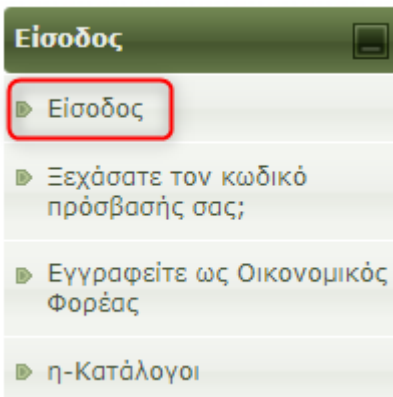 Είσοδος
Είσοδος
Ξεχάσατε τον κωδικό
πρόσβασής σας;
Εγγραφείτε ως Οικονομικός
Φορέας
η-Κατάλογοι